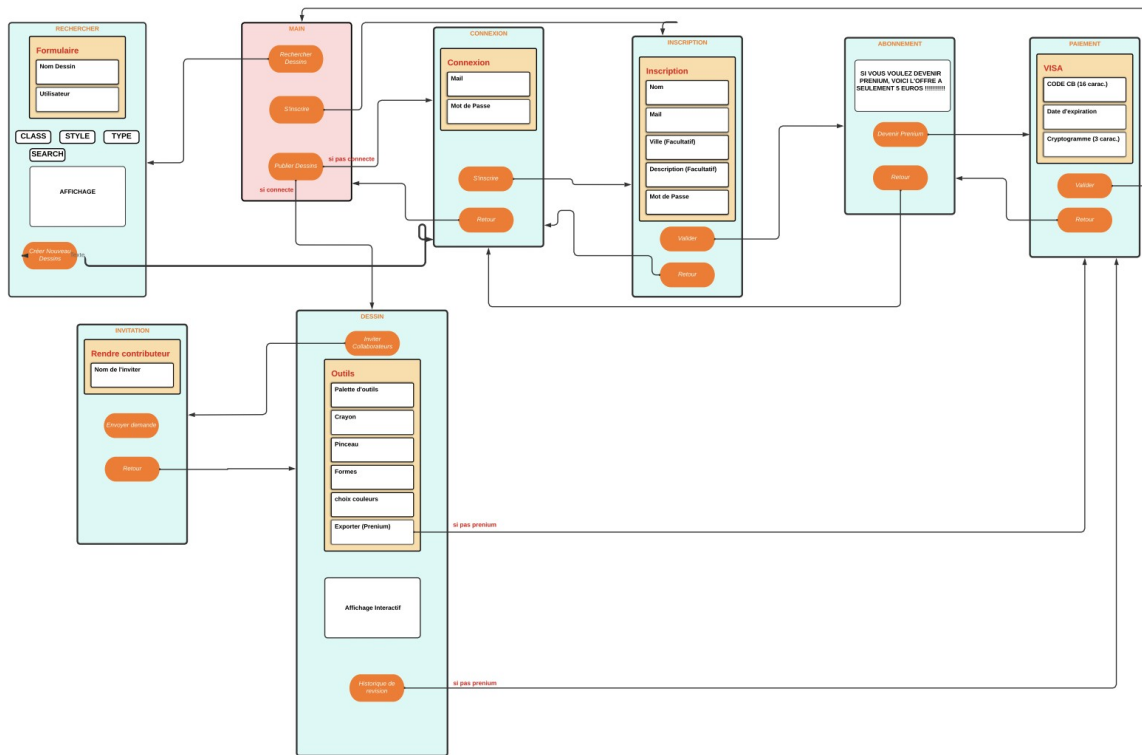 RECHERCHER
Formulaire
Nom Dessin
Utilisateur
CLASS
STYLE
TYPE
SEARCH
AFFICHAGE
Créer Nouveau
Dessins
MAIN
Rechercher
Dessins
S'inscrire
Publier Dessins
si pas connecte
si connecte
CONNEXION
Connexion
Mail
Mot de Passe
S'inscrire
Retour
INSCRIPTION
Inscription
Nom
Mail
Ville (Facultatif)
Description (Facultatif)
Mot de Passe
Valider
Retour
ABONNEMENT
SI VOUS VOULEZ DEVENIR
PRENIUM, VOICI L'OFFRE A
SEULEMENT 5 EUROS !!!!!!!!!!!
Devenir Premium
Retour
PAIEMENT
VISA
CODE CB (16 carac.)
Date d'expiration
Cryptogramme (3 carac.)
Valider
Retour
INVITATION
Rendre contributeur
Nom de l'inviter
Envoyer demande
Retour
DESSIN
Inviter
Collaborateurs
Outils
Palette d'outils
Crayon
Pinceau
Formes
choix couleurs
Exporter (Prenium)
si pas prenium
Affichage Interactif
Historique de
revision
si pas prenium